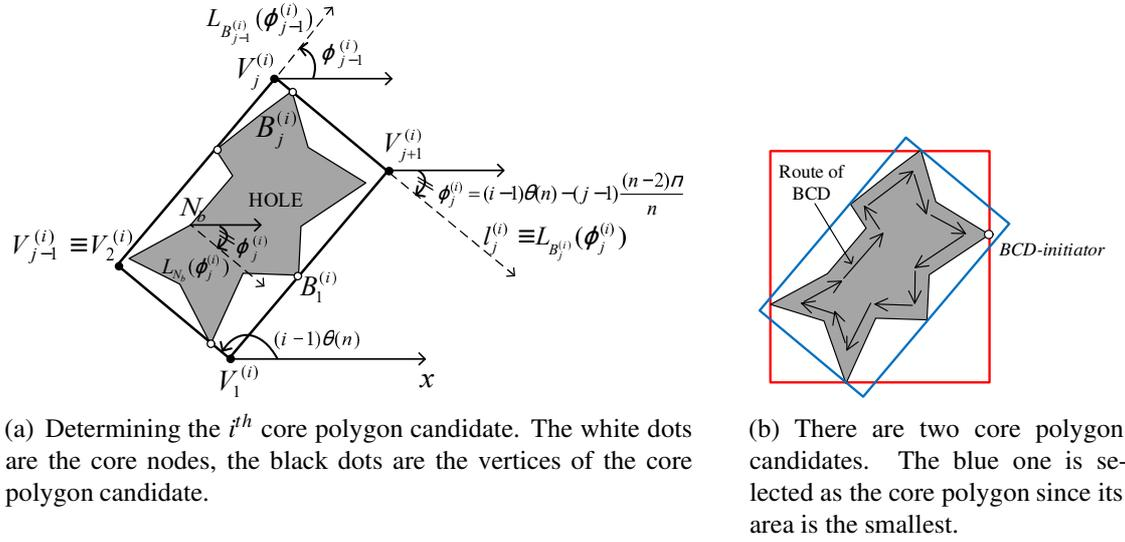 L_{B_{j-1}^{(i)}}(ϕ_{j-1}^{(i)})
ϕ_{j-1}^{(i)}
V_j^{(i)}
B_j^{(i)}
V_{j+1}^{(i)}
HOLE
ϕ_j^{(i)} = (i−1)θ(n) − (j−1)\frac{(n−2)π}{n}
N_b
ϕ_j^{(i)}
l_j^{(i)} ≡ L_{B_j^{(i)}}(ϕ_j^{(i)})
V_{j-1}^{(i)} ≡ V_2^{(i)}
L_{N_b}(ϕ_j^{(i)})
B_1^{(i)}
(i−1)θ(n)
V_1^{(i)}
x
(a) Determining the i^{th} core polygon candidate. The white dots
are the core nodes, the black dots are the vertices of the core
polygon candidate.
Route of
BCD
BCD-initiator
(b) There are two core polygon
candidates. The blue one is se-
lected as the core polygon since its
area is the smallest.